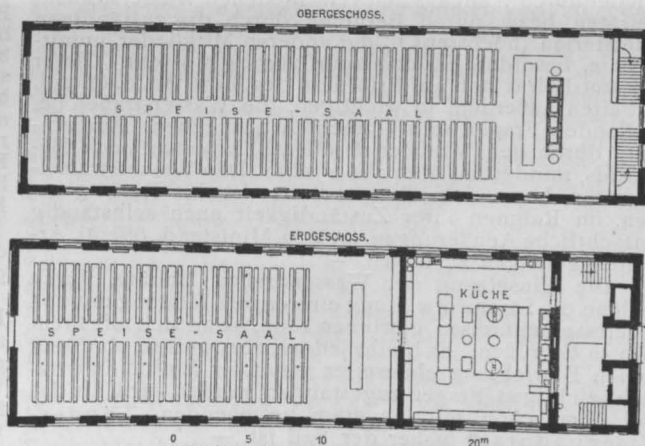 OBERGESCHOSS.
SPEISE-SAAL
ERDGESCHOSS.
KÜCHE
SPEISE-SAAL
0 5 10 20m